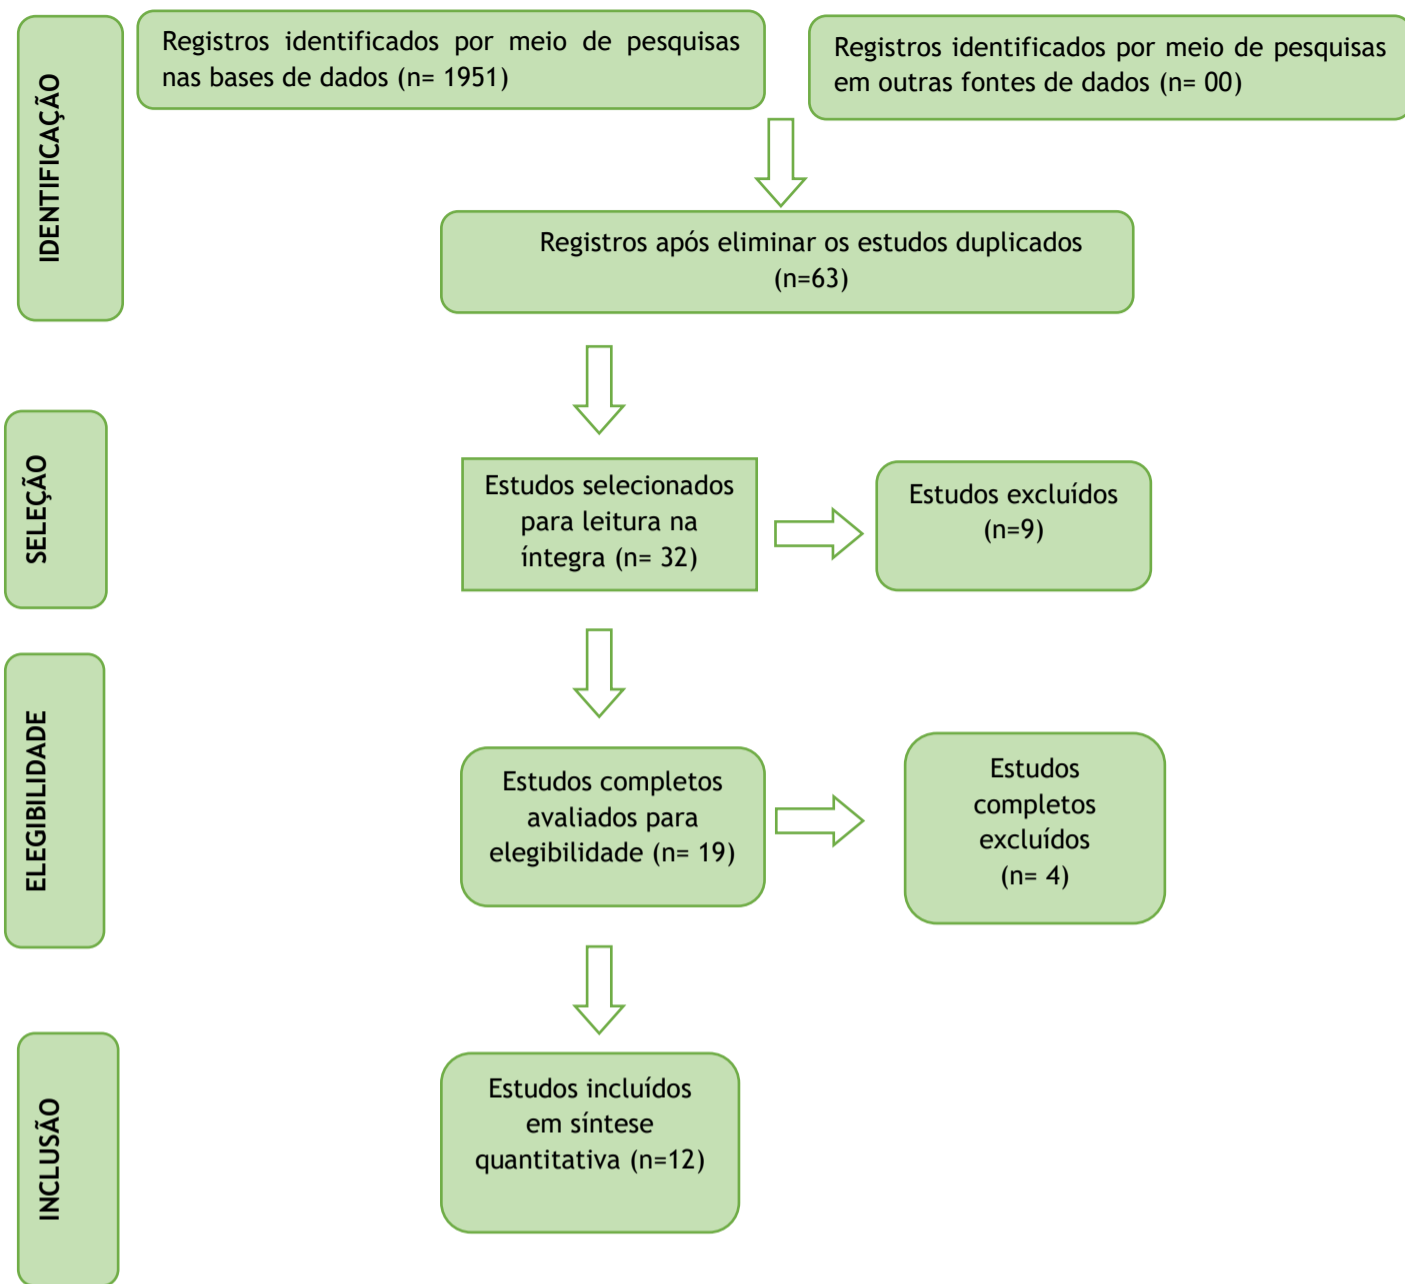 IDENTIFICAÇÃO
Registros identificados por meio de pesquisas
nas bases de dados (n= 1951)
Registros identificados por meio de pesquisas
em outras fontes de dados (n= 00)
Registros após eliminar os estudos duplicados
(n=63)
SELEÇÃO
Estudos selecionados
para leitura na
íntegra (n= 32)
Estudos excluídos
(n=9)
ELEGIBILIDADE
Estudos completos
avaliados para
elegibilidade (n= 19)
Estudos
completos
excluídos
(n= 4)
INCLUSÃO
Estudos incluídos
em síntese
quantitativa (n=12)